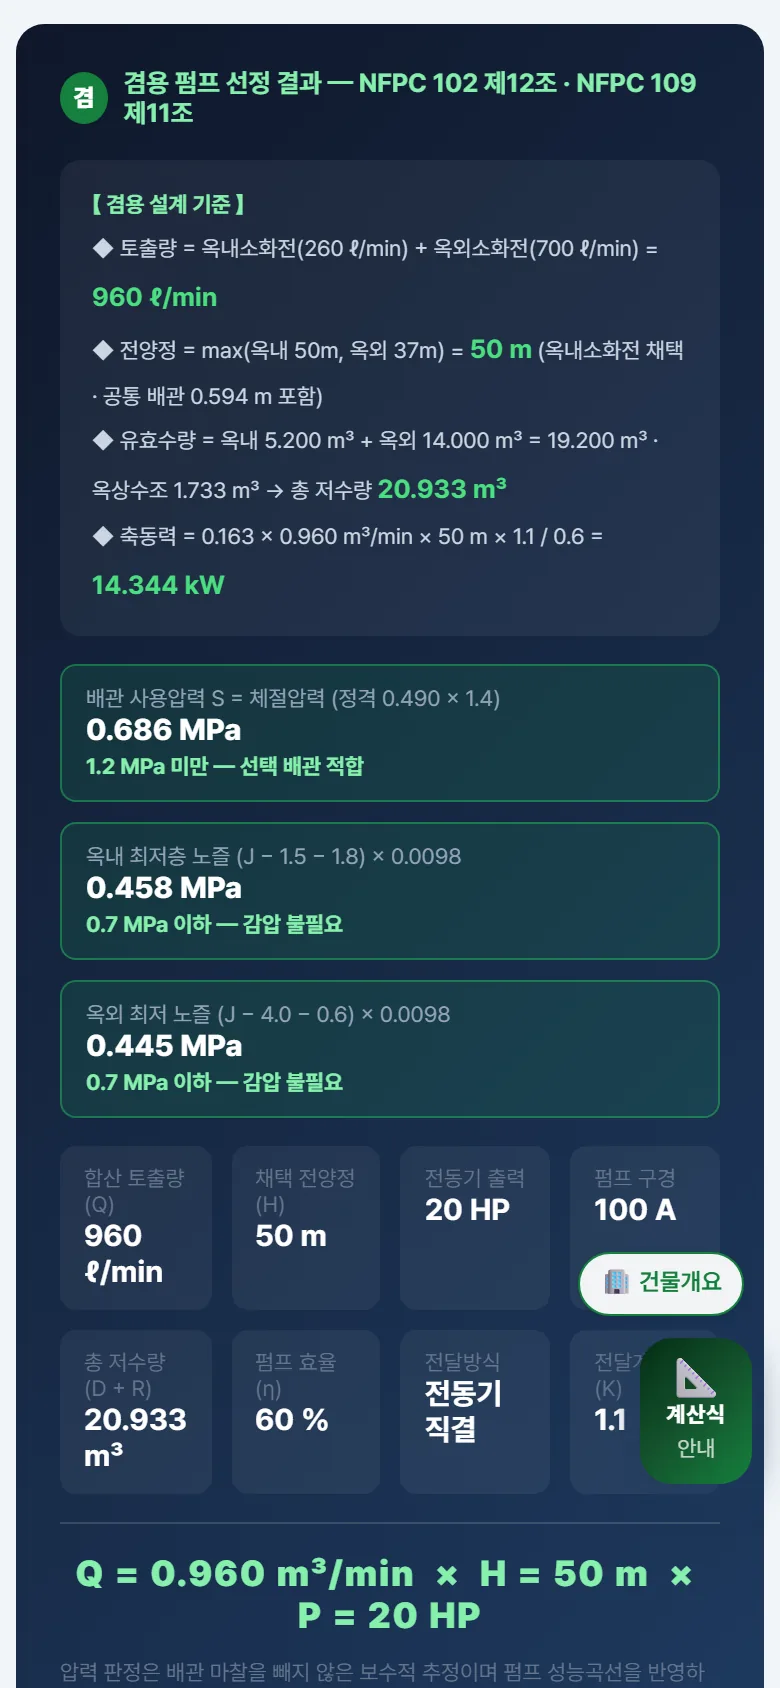 겸
겸용 펌프 선정 결과 — NFPC 102 제12조 · NFPC 109
제11조
【 겸용 설계 기준 】
◆ 토출량 = 옥내소화전(260 ℓ/min) + 옥외소화전(700 ℓ/min) =
960 ℓ/min
◆ 전양정 = max(옥내 50m, 옥외 37m) = 50 m (옥내소화전 채택
· 공통 배관 0.594 m 포함)
◆ 유효수량 = 옥내 5.200 m³ + 옥외 14.000 m³ = 19.200 m³ ·
옥상수조 1.733 m³ → 총 저수량 20.933 m³
◆ 축동력 = 0.163 × 0.960 m³/min × 50 m × 1.1 / 0.6 =
14.344 kW
배관 사용압력 S = 체절압력 (정격 0.490 × 1.4)
0.686 MPa
1.2 MPa 미만 — 선택 배관 적합
옥내 최저층 노즐 (J − 1.5 − 1.8) × 0.0098
0.458 MPa
0.7 MPa 이하 — 감압 불필요
옥외 최저 노즐 (J − 4.0 − 0.6) × 0.0098
0.445 MPa
0.7 MPa 이하 — 감압 불필요
합산 토출량
(Q)
960
ℓ/min
채택 전양정
(H)
50 m
전동기 출력
20 HP
펌프 구경
100 A
건물개요
총 저수량
(D + R)
20.933
m³
펌프 효율
(η)
60 %
전달방식
전동기
직결
전달
(K)
1.1
계산식
안내
Q = 0.960 m³/min × H = 50 m ×
P = 20 HP
압력 판정은 배관 마찰을 빼지 않은 보수적 추정이며 펌프 성능곡선을 반영하